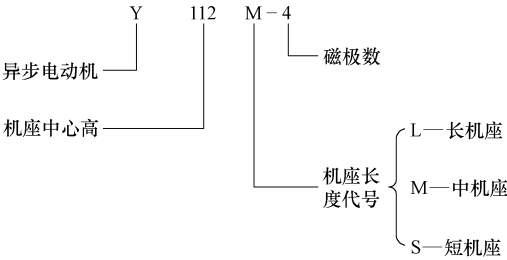 Y 112 M－4
磁极数
异步电动机
机座中心高
L—长机座
机座长
度代号
M—中机座
S—短机座